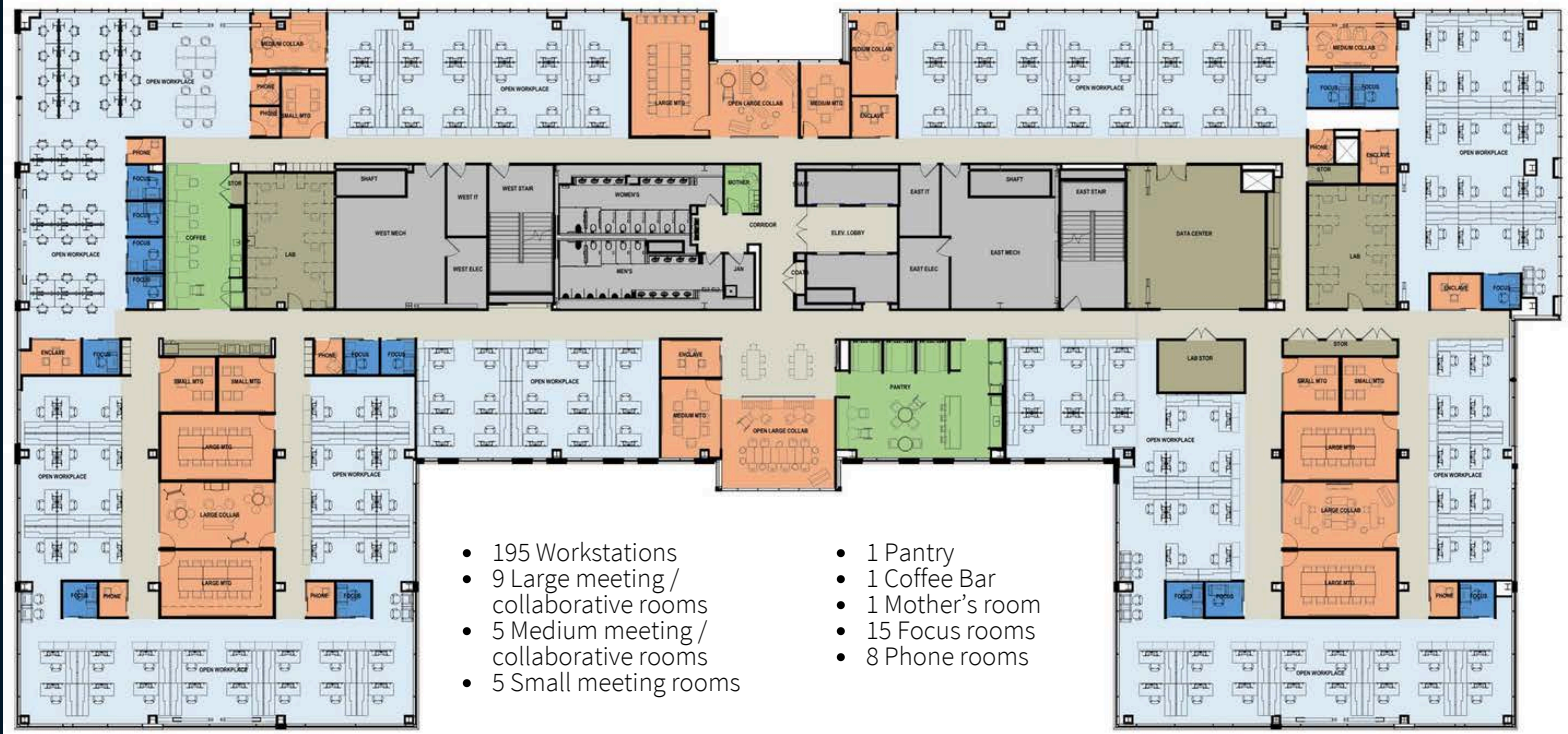 MEDIUM COLLAB
MEDIUM COLLAB
MEDIUM COLLAB
OPEN WORKPLACE
PHONE
SMALL MTG
PHONE
OPEN WORKPLACE
LARGE MTG
OPEN LARGE COLLAB
MEDIUM MTG
ENCLAVE
OPEN WORKPLACE
FOCUS
FOCUS
PHONE
ENCLAVE
OPEN WORKPLACE
STOR
PHONE
FOCUS
FOCUS
FOCUS
FOCUS
OPEN WORKPLACE
COFFEE
STOR
LAB
SHAFT
WEST MECH
WEST IT
WEST ELEC
WEST STAIR
WOMEN'S
MEN'S
MOTHER
JAN
CORRIDOR
SHAFT
ELEV. LOBBY
COATS
EAST IT
EAST ELEC
SHAFT
EAST MECH
EAST STAIR
DATA CENTER
LAB
ENCLAVE
FOCUS
ENCLAVE
FOCUS
PHONE
FOCUS
FOCUS
SMALL MTG
SMALL MTG
LARGE MTG
LARGE COLLAB
LARGE MTG
OPEN WORKPLACE
OPEN WORKPLACE
FOCUS
PHONE
PHONE
FOCUS
OPEN WORKPLACE
OPEN WORKPLACE
ENCLAVE
MEDIUM MTG
OPEN LARGE COLLAB
PANTRY
LAB STOR
STOR
SMALL MTG
SMALL MTG
LARGE MTG
LARGE COLLAB
LARGE MTG
OPEN WORKPLACE
OPEN WORKPLACE
FOCUS
FOCUS
PHONE
FOCUS
OPEN WORKPLACE
• 195 Workstations
• 9 Large meeting /
collaborative rooms
• 5 Medium meeting /
collaborative rooms
• 5 Small meeting rooms
• 1 Pantry
• 1 Coffee Bar
• 1 Mother's room
• 15 Focus rooms
• 8 Phone rooms